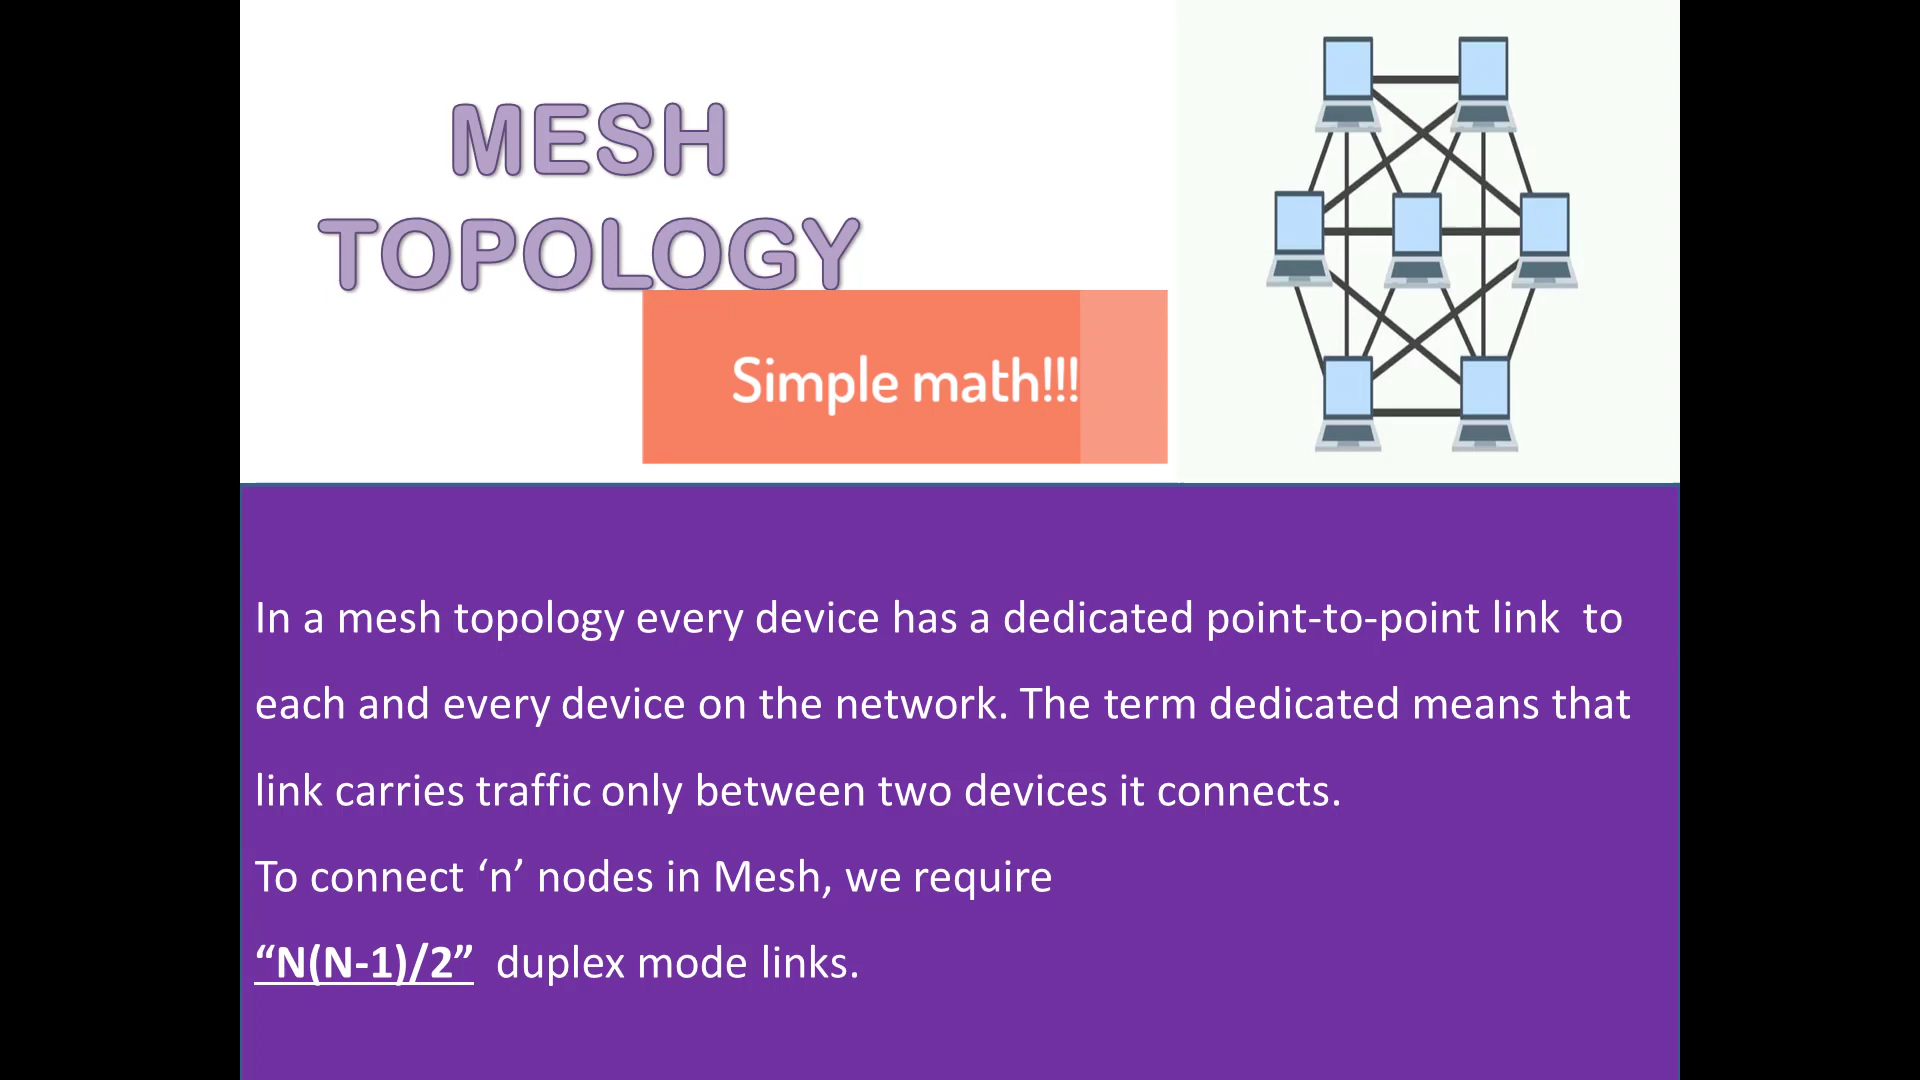 MESH
TOPOLOGY
Simple math!!!
In a mesh topology every device has a dedicated point-to-point link  to
each and every device on the network. The term dedicated means that
link carries traffic only between two devices it connects.
To connect ‘n’ nodes in Mesh, we require
“N(N-1)/2”  duplex mode links.